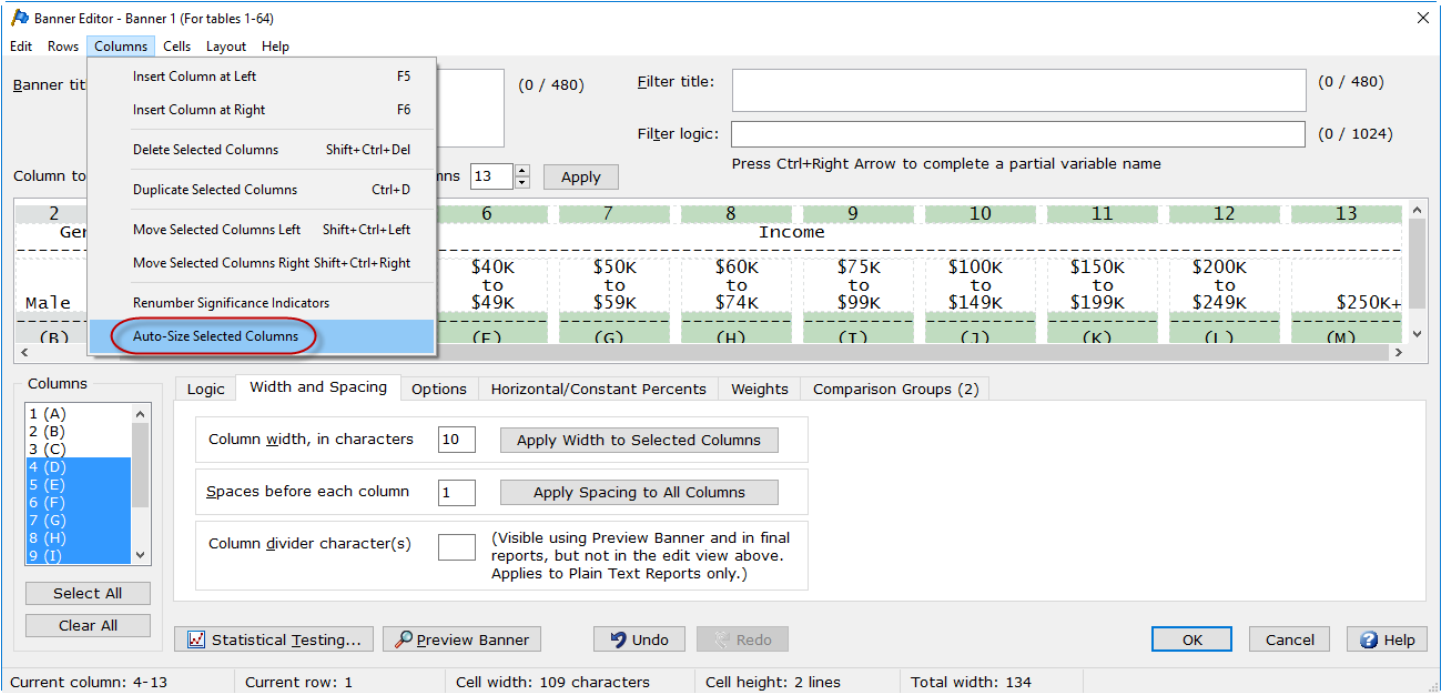 Banner Editor - Banner 1 (For tables 1-64)
Edit Rows Columns Cells Layout Help
Insert Column at Left F5
Insert Column at Right F6
Delete Selected Columns Shift+Ctrl+Del
Duplicate Selected Columns Ctrl+D
Move Selected Columns Left Shift+Ctrl+Left
Move Selected Columns Right Shift+Ctrl+Right
Renumber Significance Indicators
Auto-Size Selected Columns
Banner tit (0 / 480) Filter title: (0 / 480)
Filter logic: (0 / 1024)
Press Ctrl+Right Arrow to complete a partial variable name
Column to nns 13 Apply
2 6 7 8 9 10 11 12 13
Ger Income
$40K $50K $60K $75K $100K $150K $200K
to to to to to to to
Male $49K $59K $74K $99K $149K $199K $249K $250K+
(B) (F) (G) (H) (I) (J) (K) (L) (M)
Columns
1 (A)
2 (B)
3 (C)
4 (D)
5 (E)
6 (F)
7 (G)
8 (H)
9 (I)
Select All
Clear All
Logic Width and Spacing Options Horizontal/Constant Percents Weights Comparison Groups (2)
Column width, in characters 10 Apply Width to Selected Columns
Spaces before each column 1 Apply Spacing to All Columns
Column divider character(s) (Visible using Preview Banner and in final
reports, but not in the edit view above.
Applies to Plain Text Reports only.)
Statistical Testing... Preview Banner Undo Redo OK Cancel Help
Current column: 4-13 Current row: 1 Cell width: 109 characters Cell height: 2 lines Total width: 134